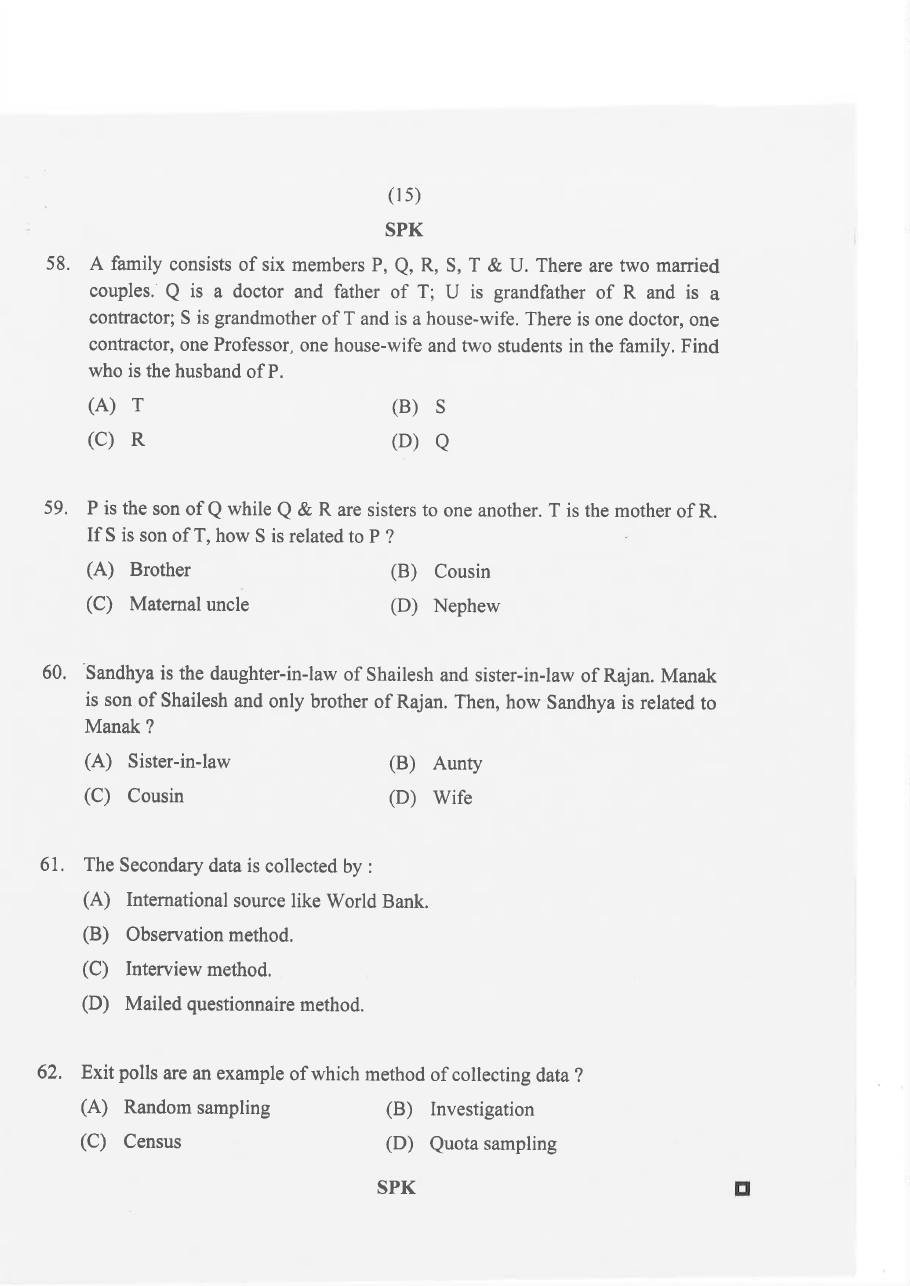 (15)
SPK
58. A family consists of six members P, Q, R, S, T & U. There are two married
couples. Q is a doctor and father of T; U is grandfather of R and is a
contractor; S is grandmother of T and is a house-wife. There is one doctor, one
contractor, one Professor, one house-wife and two students in the family. Find
who is the husband of P.
(A) T (B) S
(C) R (D) Q
59. P is the son of Q while Q & R are sisters to one another. T is the mother of R.
If S is son of T, how S is related to P ?
(A) Brother (B) Cousin
(C) Maternal uncle (D) Nephew
60. Sandhya is the daughter-in-law of Shailesh and sister-in-law of Rajan. Manak
is son of Shailesh and only brother of Rajan. Then, how Sandhya is related to
Manak ?
(A) Sister-in-law (B) Aunty
(C) Cousin (D) Wife
61. The Secondary data is collected by :
(A) International source like World Bank.
(B) Observation method.
(C) Interview method.
(D) Mailed questionnaire method.
62. Exit polls are an example of which method of collecting data ?
(A) Random sampling (B) Investigation
(C) Census (D) Quota sampling
SPK